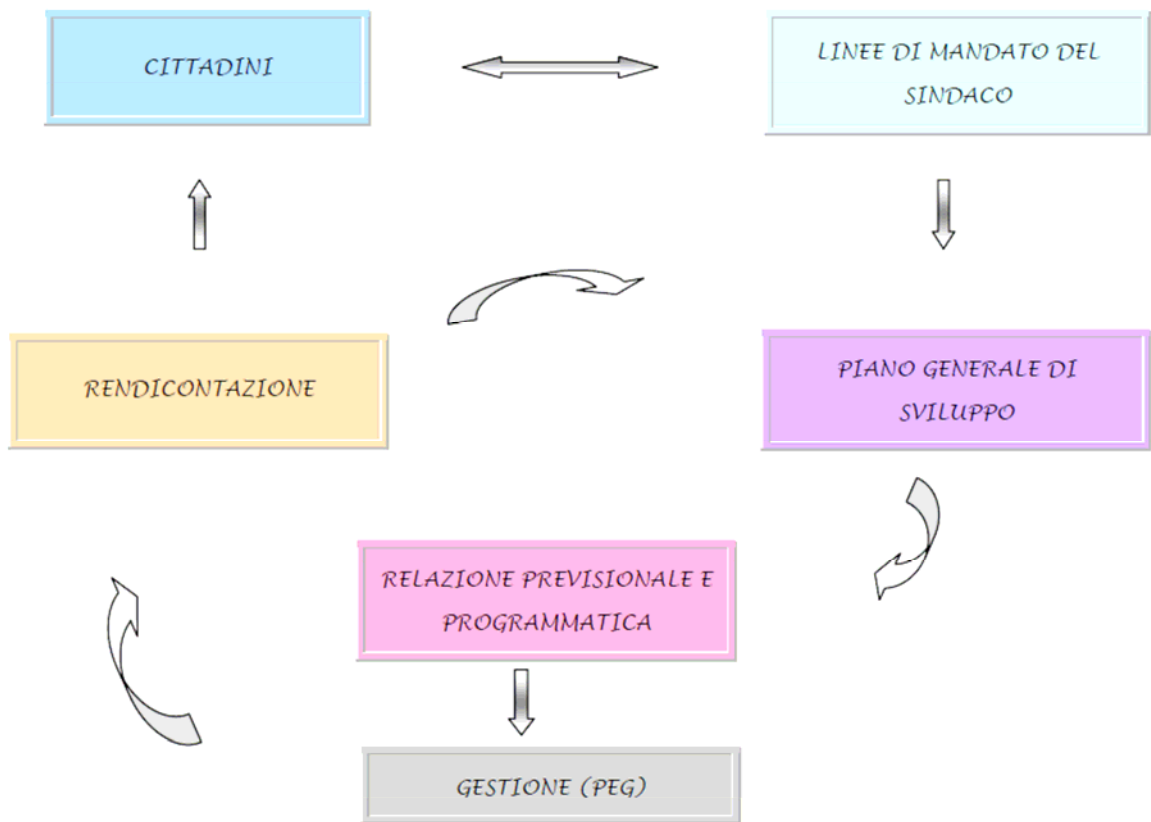 CITTADINI
LINEE DI MANDATO DEL
SINDACO
RENDICONTAZIONE
PIANO GENERALE DI
SVILUPPO
RELAZIONE PREVISIONALE E
PROGRAMMATICA
GESTIONE (PEG)